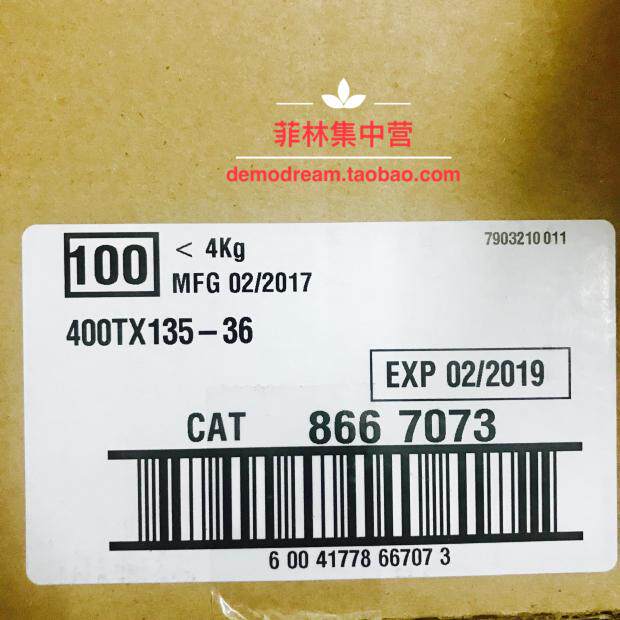 菲林集中营
demodream.taobao.com
100
< 4Kg
7903210 011
MFG 02/2017
400TX135-36
EXP 02/2019
CAT 866 7073
6 00 41778 66707 3